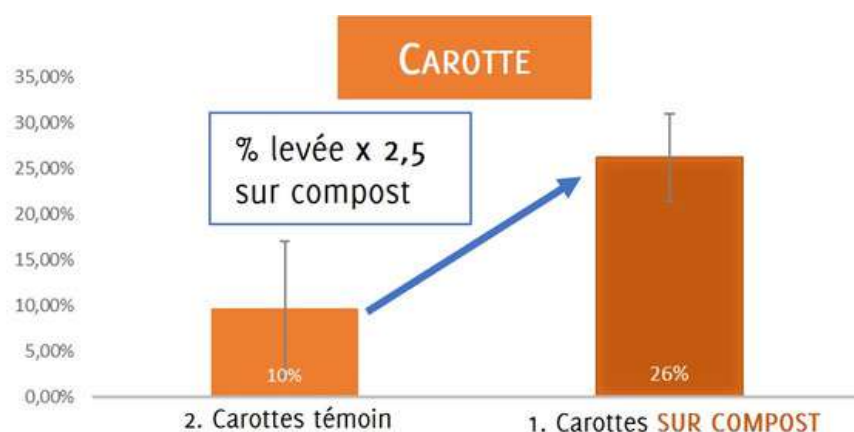 CAROTTE
35,00%
30,00%
25,00%
20,00%
15,00%
10,00%
5,00%
0,00%
% levée x 2,5
sur compost
10%
26%
2. Carottes témoin
1. Carottes SUR COMPOST